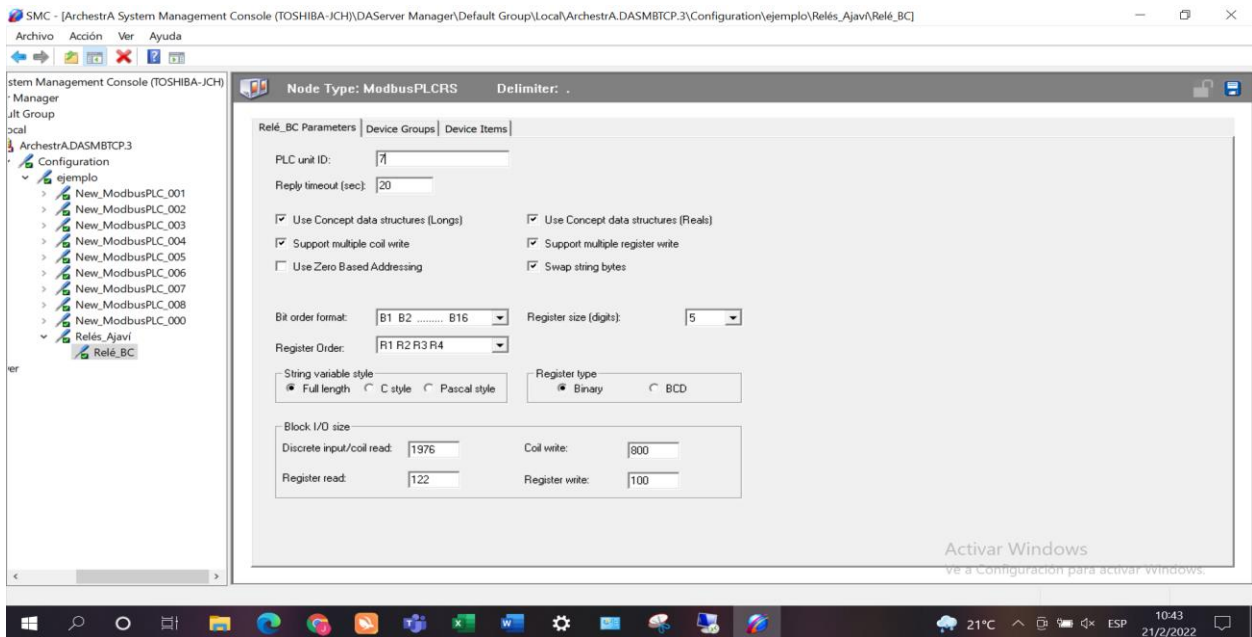 SMC - [ArchestrA System Management Console (TOSHIBA-JCH)\DAServer Manager\Default Group\Local\ArchestrA.DASMBTCP.3\Configuration\ejemplo\Relés_Ajaví\Relé_BC]
Archivo Acción Ver Ayuda
stem Management Console (TOSHIBA-JCH)
Manager
ult Group
ocal
ArchestrA.DASMBTCP.3
Configuration
ejemplo
New_ModbusPLC_001
New_ModbusPLC_002
New_ModbusPLC_003
New_ModbusPLC_004
New_ModbusPLC_005
New_ModbusPLC_006
New_ModbusPLC_007
New_ModbusPLC_008
New_ModbusPLC_000
Relés_Ajaví
Relé_BC
er
Node Type: ModbusPLCRS Delimiter: .
Relé_BC Parameters Device Groups Device Items
PLC unit ID: 7
Reply timeout (sec): 20
Use Concept data structures (Longs) Use Concept data structures (Reals)
Support multiple coil write Support multiple register write
Use Zero Based Addressing Swap string bytes
Bit order format: B1 B2 ......... B16 Register size (digits): 5
Register Order: R1 R2 R3 R4
String variable style Register type
Full length C style Pascal style Binary BCD
Block I/O size
Discrete input/coil read: 1976 Coil write: 800
Register read: 122 Register write: 100
Activar Windows
Ve a Configuración para activar Windows.
21°C ESP 10:43
21/2/2022